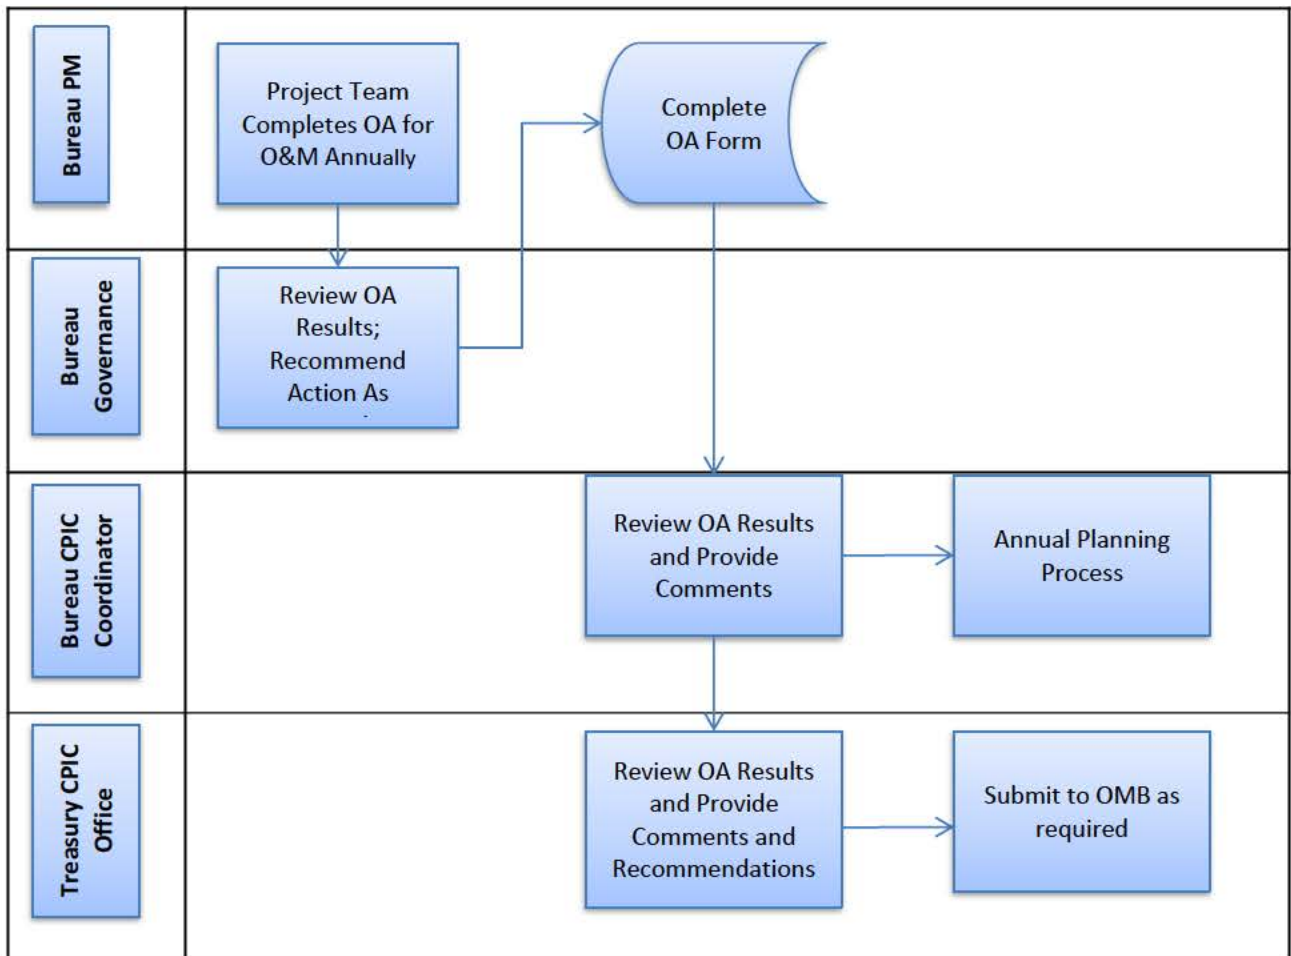 Bureau PM
Project Team
Completes OA for
O&M Annually
Complete
OA Form
Bureau
Governance
Review OA
Results;
Recommend
Action As
Bureau CPIC
Coordinator
Review OA Results
and Provide
Comments
Annual Planning
Process
Treasury CPIC
Office
Review OA Results
and Provide
Comments and
Recommendations
Submit to OMB as
required